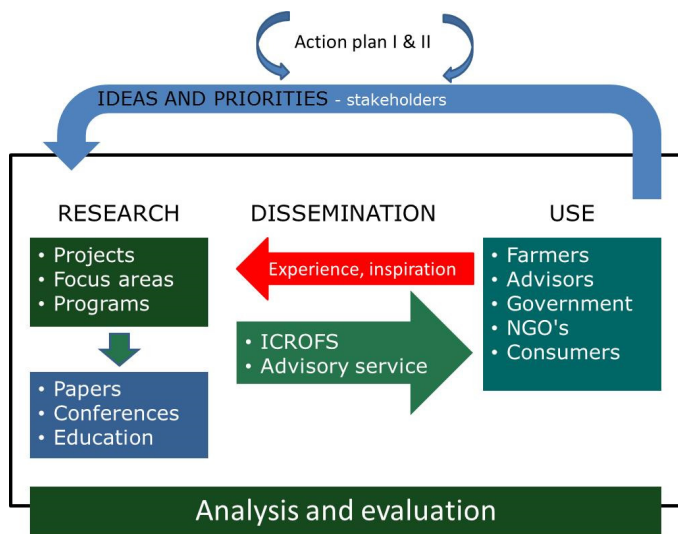 Action plan I & II
IDEAS AND PRIORITIES - stakeholders
RESEARCH
• Projects
• Focus areas
• Programs
• Papers
• Conferences
• Education
DISSEMINATION
Experience, inspiration
• ICROFS
• Advisory service
USE
• Farmers
• Advisors
• Government
• NGO's
• Consumers
Analysis and evaluation